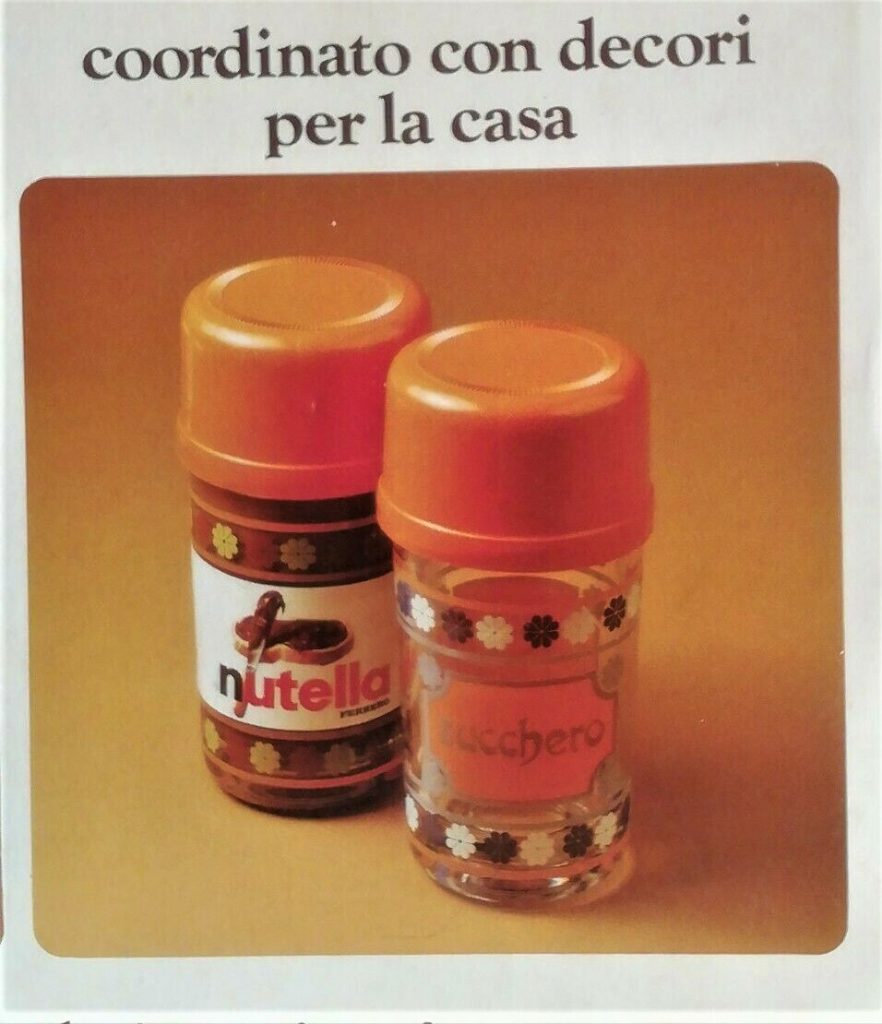 coordinato con decori
per la casa
nutella
FERRERO
zucchero